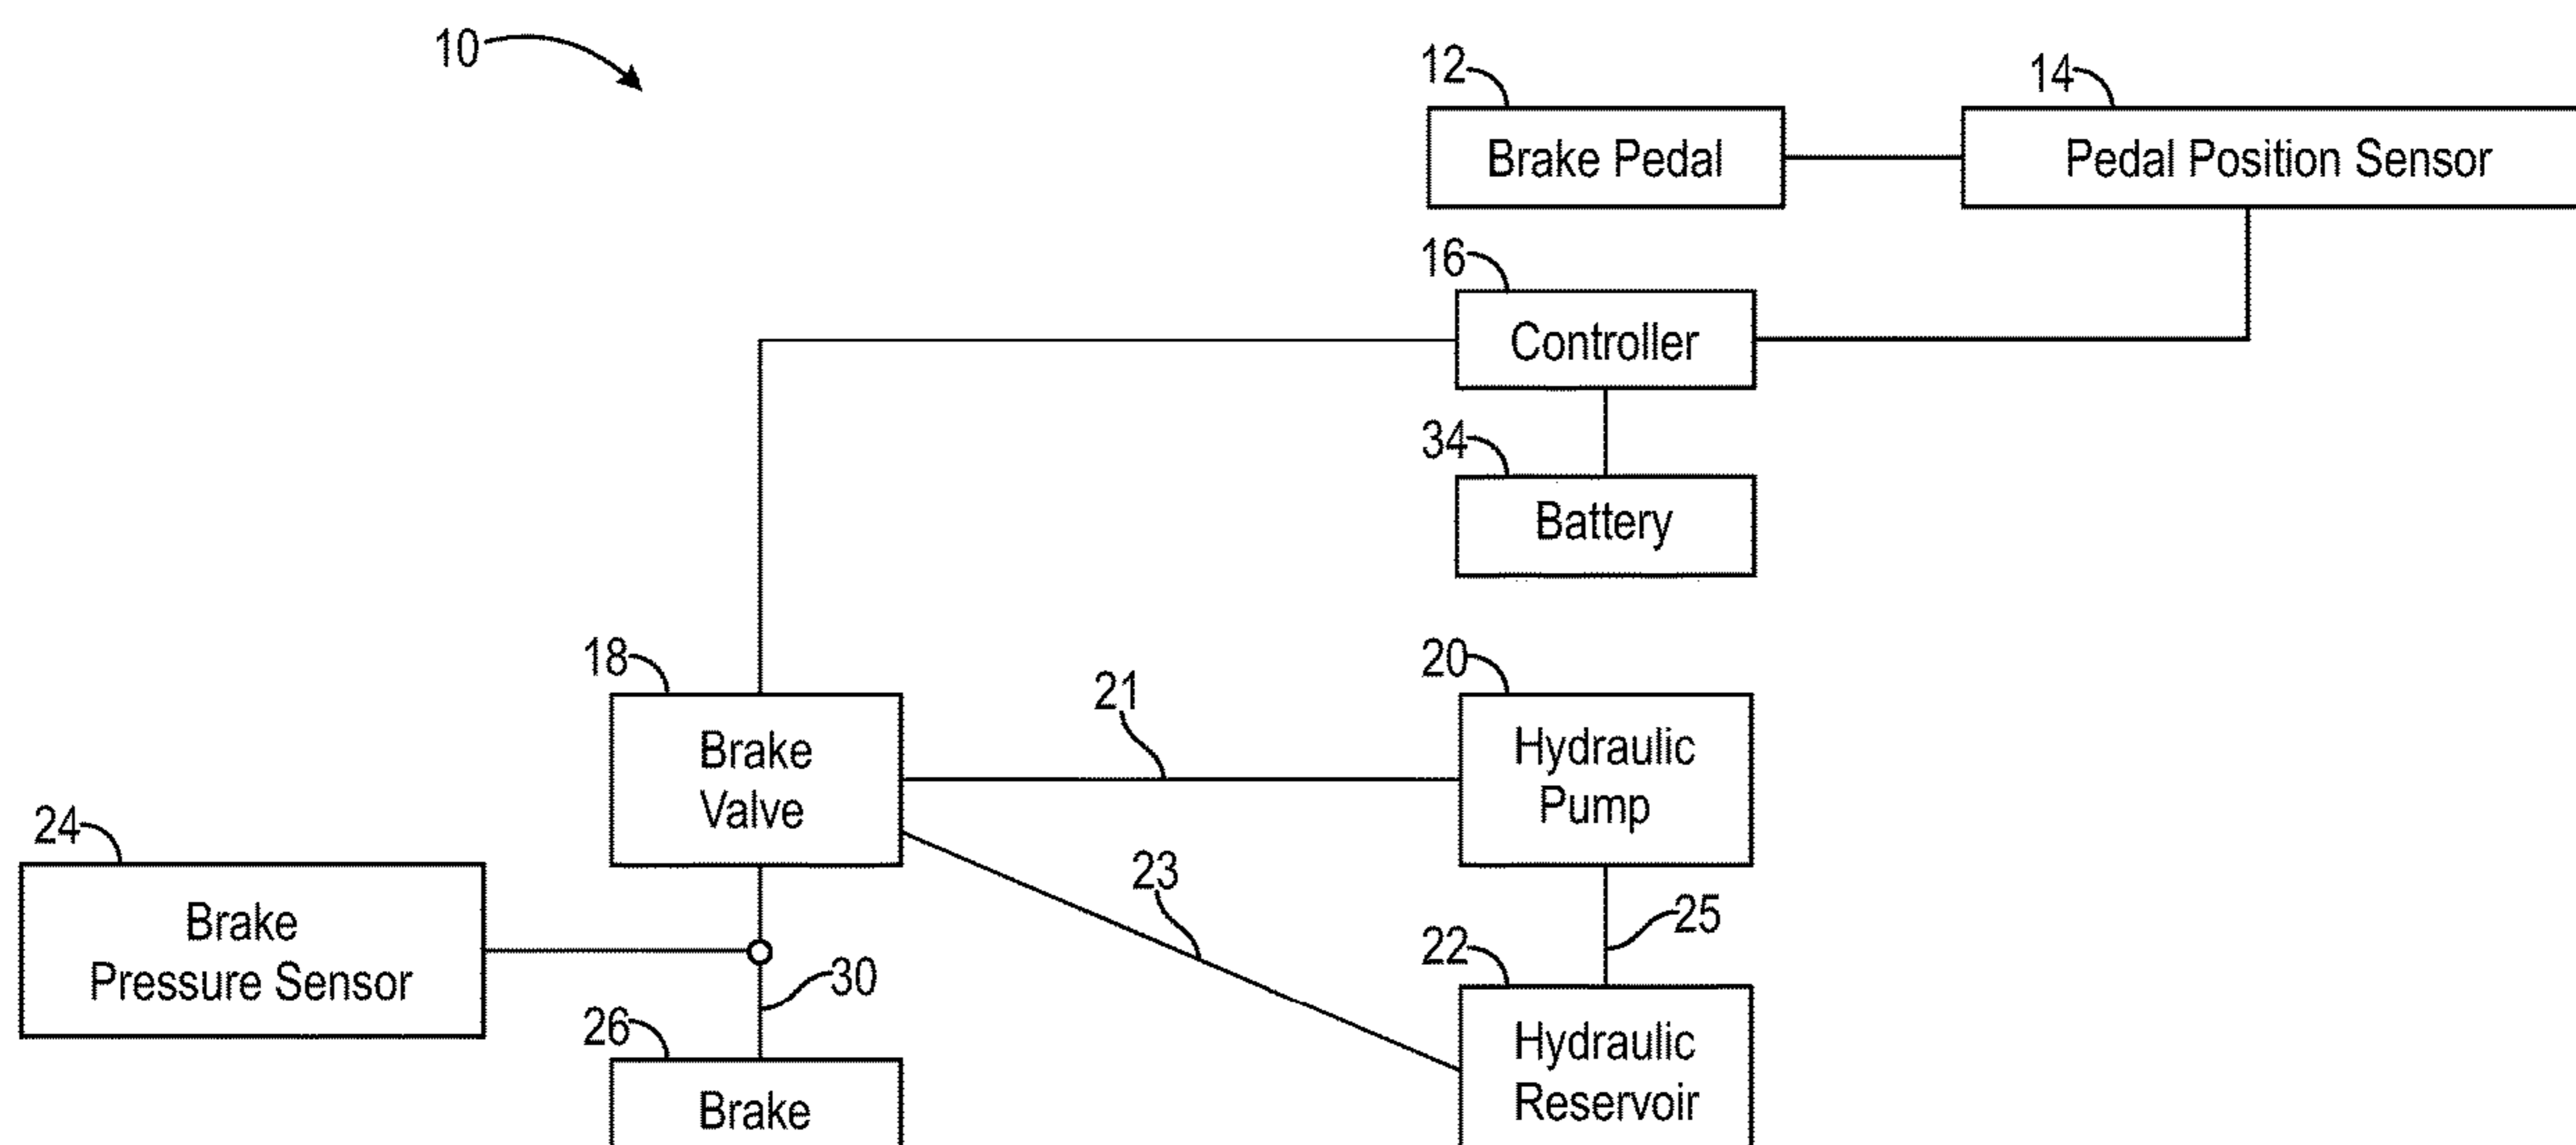 10
12
14
Brake Pedal
Pedal Position Sensor
16
Controller
34
Battery
18
21
20
Brake
Valve
Hydraulic
Pump
24
23
25
Brake
Pressure Sensor
30
22
26
Brake
Hydraulic
Reservoir